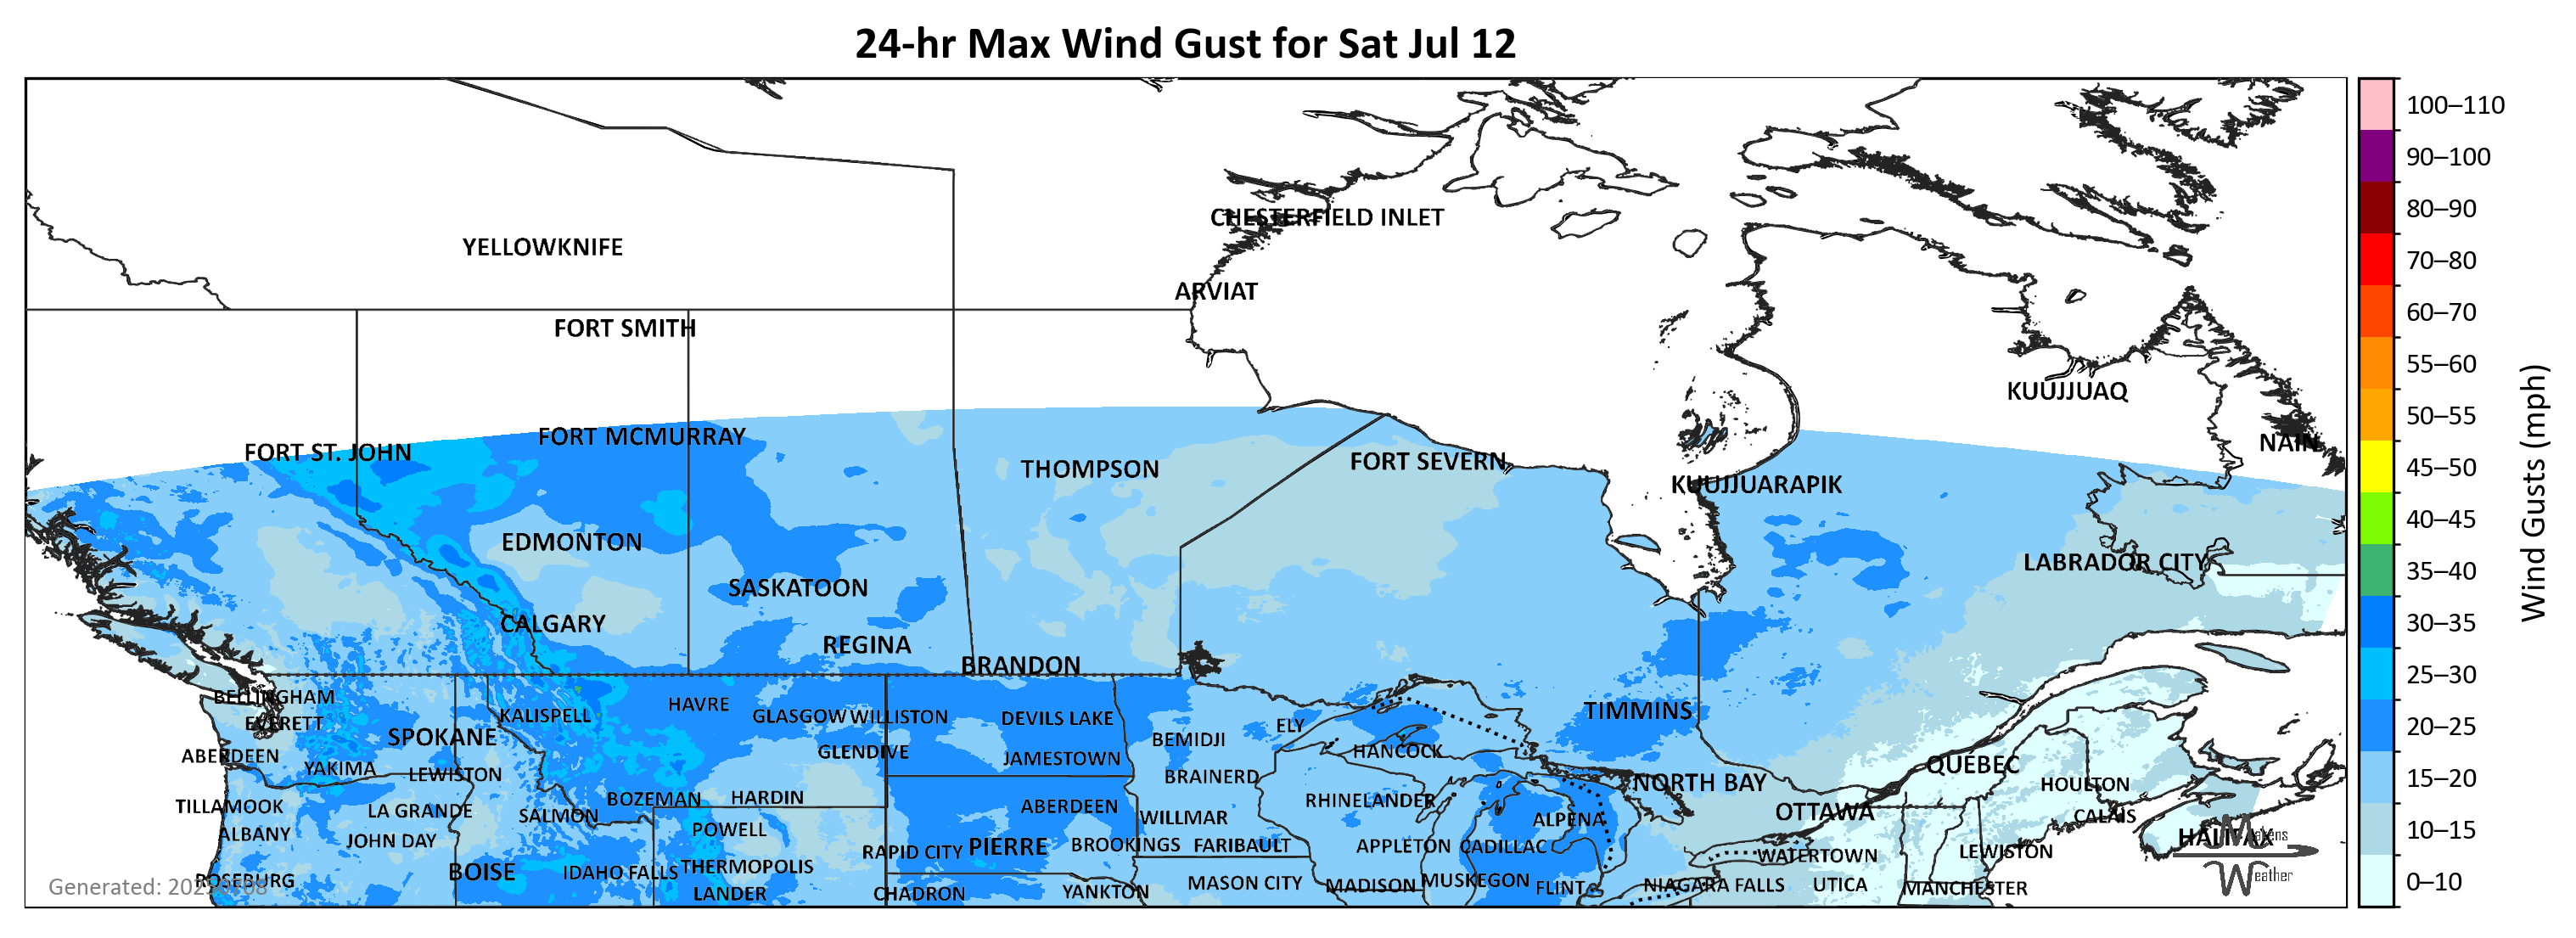 24-hr Max Wind Gust for Sat Jul 12
100–110
90–100
80–90
70–80
60–70
55–60
50–55
45–50
40–45
35–40
30–35
25–30
20–25
15–20
10–15
0–10
Wind Gusts (mph)
CHESTERFIELD INLET
YELLOWKNIFE
ARVIAT
FORT SMITH
KUUJJUAQ
FORT MCMURRAY
NAIN
FORT ST. JOHN
FORT SEVERN
THOMPSON
KUUJJUARAPIK
EDMONTON
LABRADOR CITY
SASKATOON
CALGARY
REGINA
BRANDON
BELLINGHAM
HAVRE
TIMMINS
KALISPELL
GLASGOW
WILLISTON
DEVILS LAKE
EVERETT
ELY
SPOKANE
BEMIDJI
GLENDIVE
HANCOCK
ABERDEEN
JAMESTOWN
QUÉBEC
YAKIMA
LEWISTON
BRAINERD
NORTH BAY
HOULTON
BOZEMAN
HARDIN
RHINELANDER
TILLAMOOK
ABERDEEN
LA GRANDE
SALMON
WILLMAR
ALPENA
OTTAWA
CALAIS
ALBANY
POWELL
JOHN DAY
HALIFAX
Makens
RAPID CITY
PIERRE
BROOKINGS
FARIBAULT
APPLETON
CADILLAC
WATERTOWN
LEWISTON
BOISE
IDAHO FALLS
THERMOPOLIS
Weather
ROSEBURG
MASON CITY
MADISON
MUSKEGON
FLINT
NIAGARA FALLS
UTICA
MANCHESTER
LANDER
CHADRON
YANKTON
Generated: